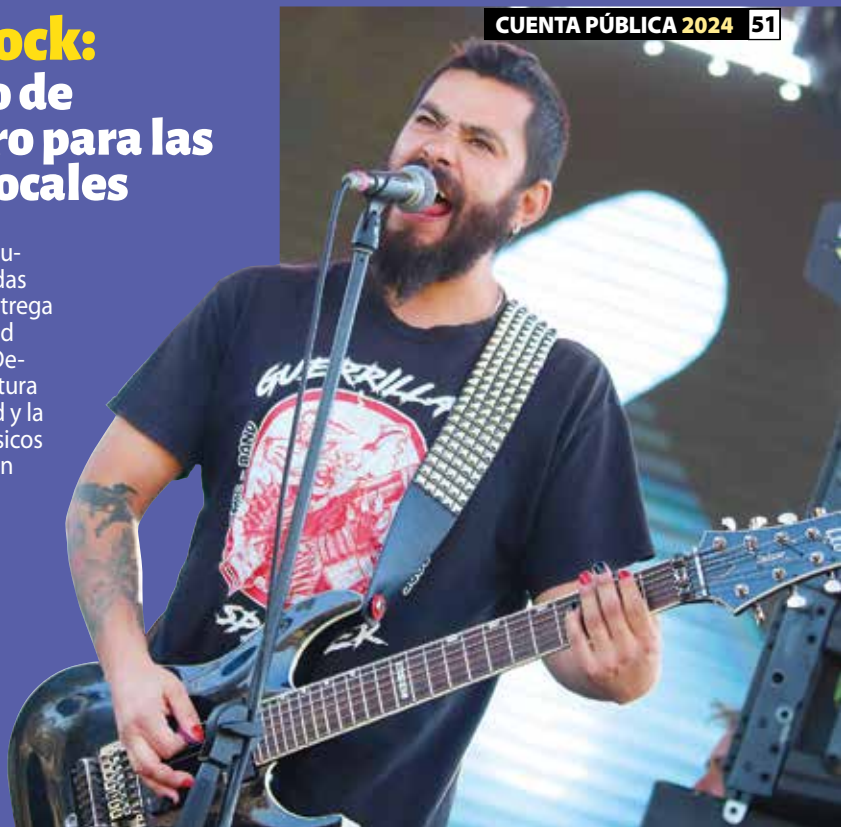 CUENTA PÚBLICA 2024 51
ock:
o de
ro para las
ocales
u-
das
trega
d
De-
tura
d y la
sicos
n
GUERRILLA